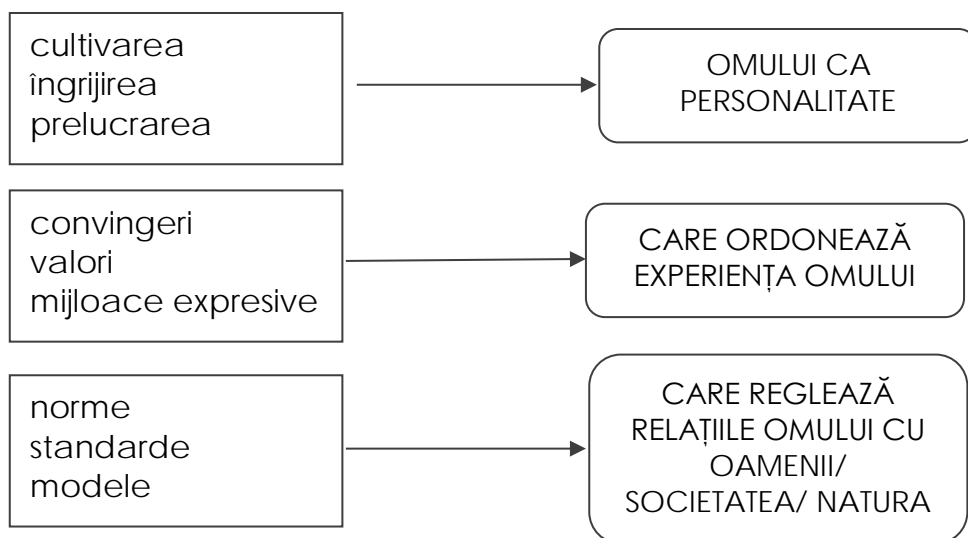 cultivarea
îngrijirea
prelucrarea
OMULUI CA
PERSONALITATE
convingeri
valori
mijloace expresive
CARE ORDONEAZĂ
EXPERIENȚA OMULUI
norme
standarde
modele
CARE REGLEAZĂ
RELAȚIILE OMULUI CU
OAMENII/
SOCIETATEA/ NATURA